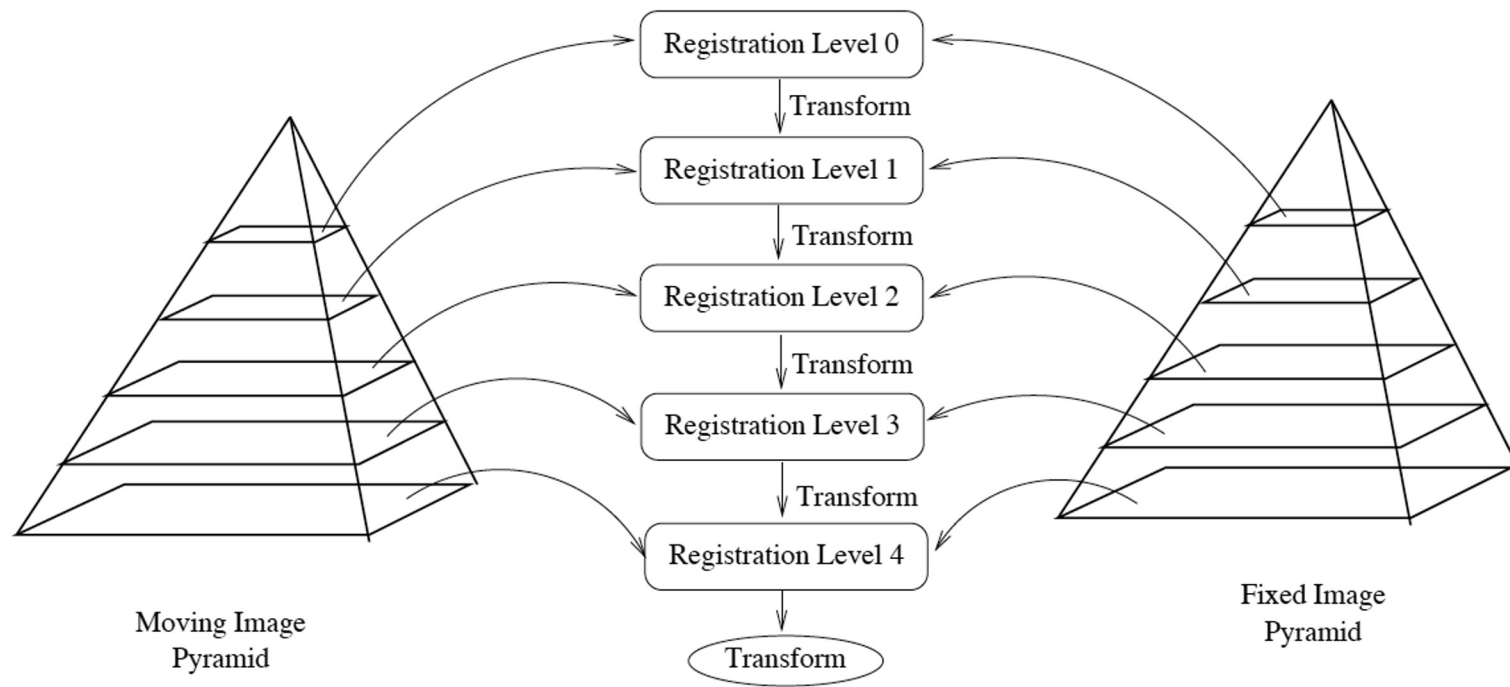 Registration Level 0
Transform
Registration Level 1
Transform
Registration Level 2
Transform
Registration Level 3
Transform
Registration Level 4
Transform
Moving Image
Pyramid
Fixed Image
Pyramid